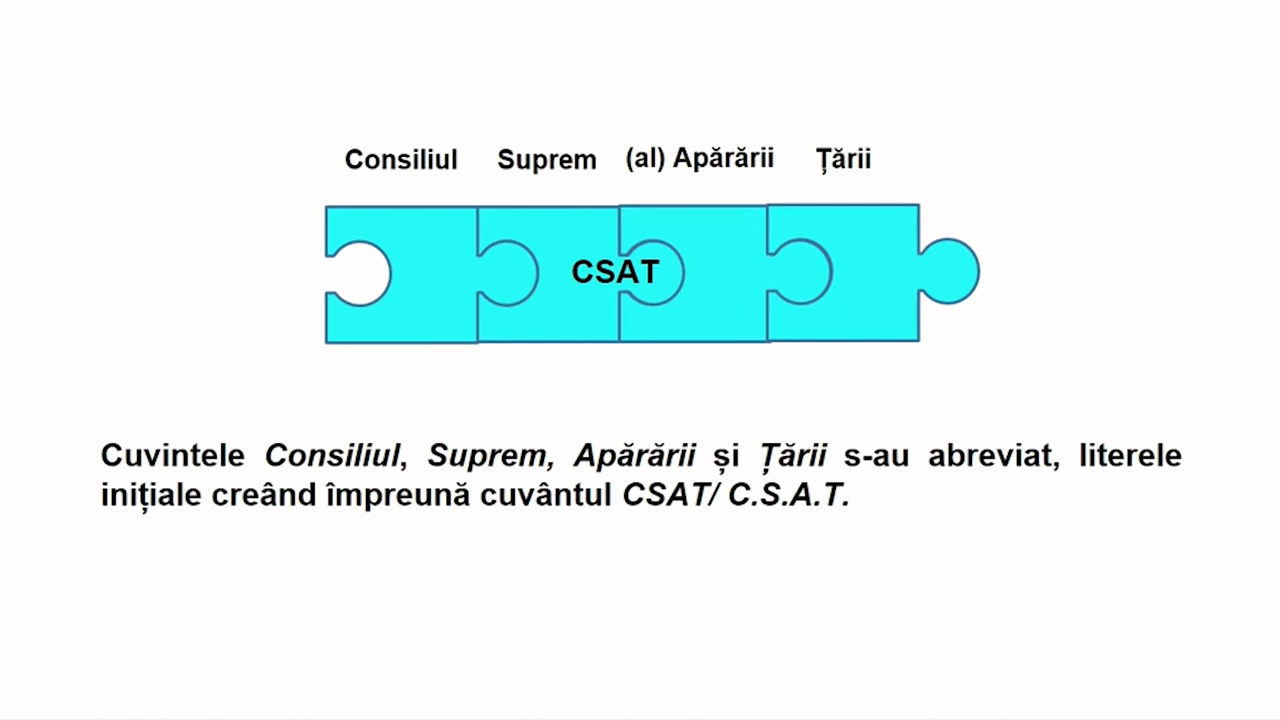 Consiliul Suprem (al) Apărării Țării
CSAT
Cuvintele Consiliul, Suprem, Apărării și Țării s-au abreviat, literele
inițiale creând împreună cuvântul CSAT/ C.S.A.T.